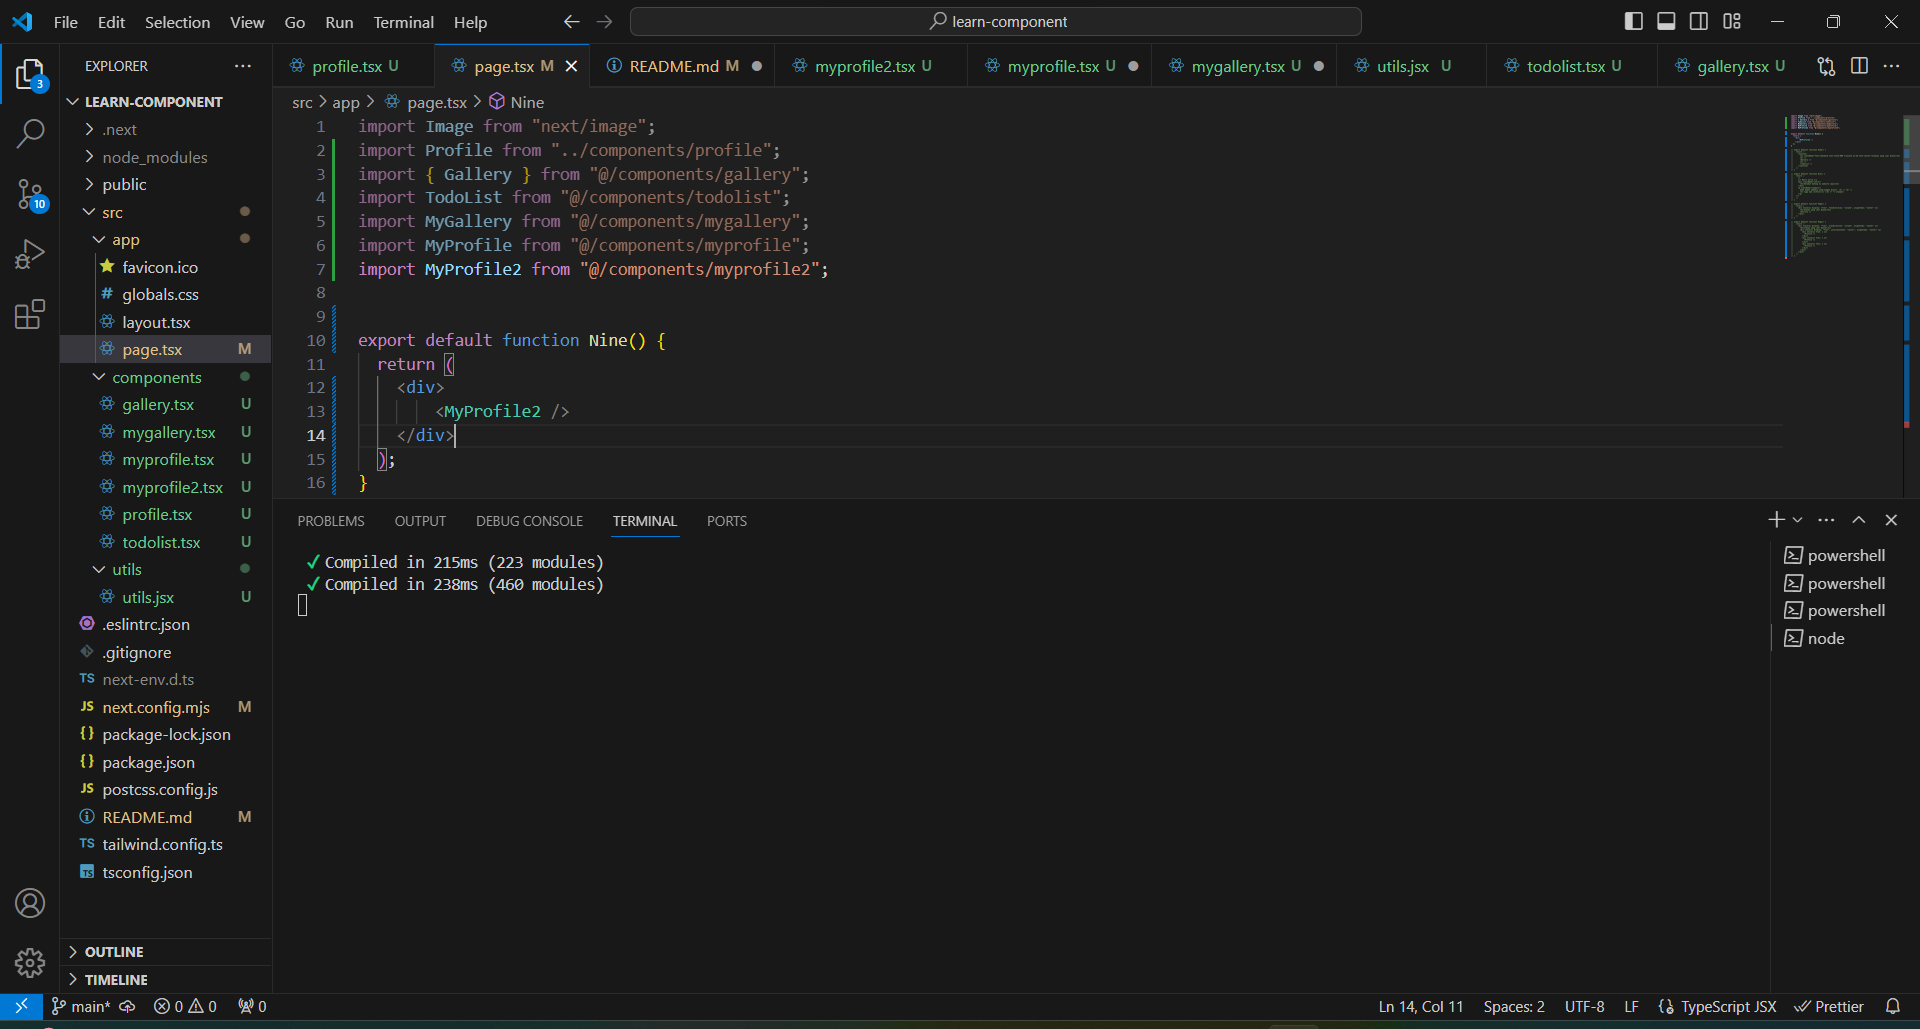 File Edit Selection View Go Run Terminal Help
learn-component
EXPLORER
profile.tsx U
page.tsx M
README.md M
myprofile2.tsx U
myprofile.tsx U
mygallery.tsx U
utils.jsx U
todolist.tsx U
gallery.tsx U
3
10
LEARN-COMPONENT
.next
node_modules
public
src
app
favicon.ico
globals.css
layout.tsx
page.tsx M
components
gallery.tsx U
mygallery.tsx U
myprofile.tsx U
myprofile2.tsx U
profile.tsx U
todolist.tsx U
utils
utils.jsx U
.eslintrc.json
.gitignore
TS next-env.d.ts
JS next.config.mjs M
{} package-lock.json
{} package.json
JS postcss.config.js
README.md M
TS tailwind.config.ts
TS tsconfig.json
OUTLINE
TIMELINE
src > app > page.tsx > Nine
1 import Image from "next/image";
2 import Profile from "../components/profile";
3 import { Gallery } from "@/components/gallery";
4 import TodoList from "@/components/todolist";
5 import MyGallery from "@/components/mygallery";
6 import MyProfile from "@/components/myprofile";
7 import MyProfile2 from "@/components/myprofile2";
8
9
10 export default function Nine() {
11 return (
12 <div>
13 <MyProfile2 />
14 </div>
15 );
16 }
PROBLEMS OUTPUT DEBUG CONSOLE TERMINAL PORTS
✓ Compiled in 215ms (223 modules)
✓ Compiled in 238ms (460 modules)
powershell
powershell
powershell
node
main* 0 0 0
Ln 14, Col 11 Spaces: 2 UTF-8 LF {} TypeScript JSX Prettier